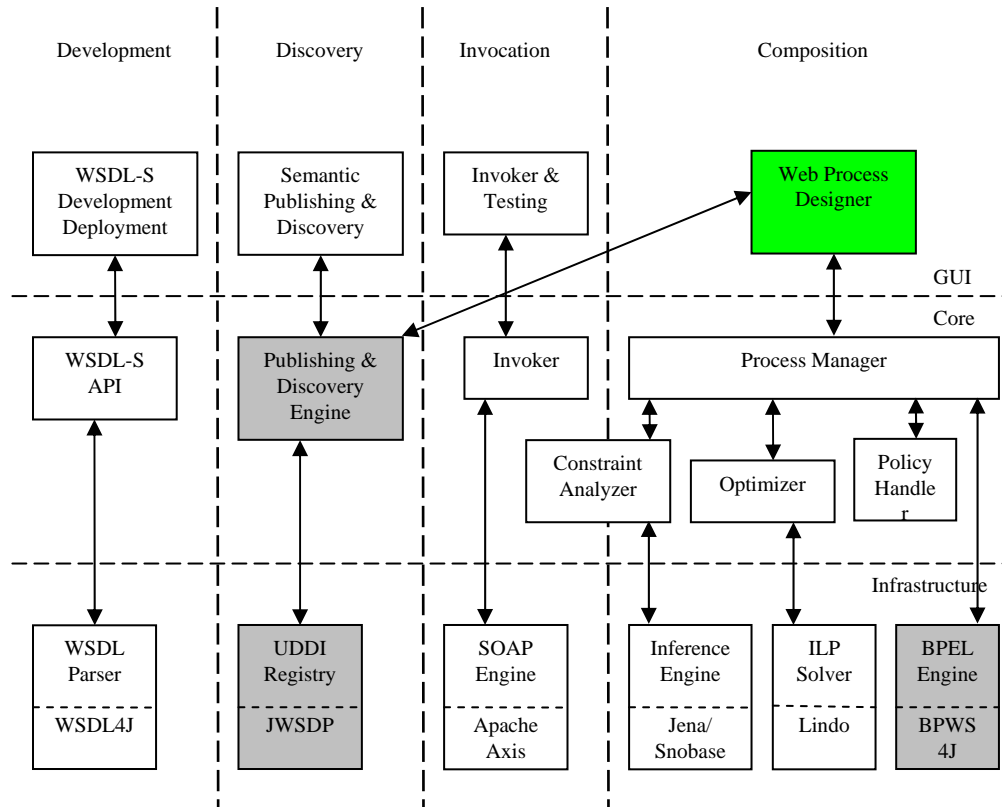 Development
Discovery
Invocation
Composition
WSDL-S
Development
Deployment
Semantic
Publishing &
Discovery
Invoker &
Testing
Web Process
Designer
GUI
Core
WSDL-S
API
Publishing &
Discovery
Engine
Invoker
Process Manager
Constraint
Analyzer
Optimizer
Policy
Handle
r
Infrastructure
WSDL
Parser
WSDL4J
UDDI
Registry
JWSDP
SOAP
Engine
Apache
Axis
Inference
Engine
Jena/
Snobase
ILP
Solver
Lindo
BPEL
Engine
BPWS
4J